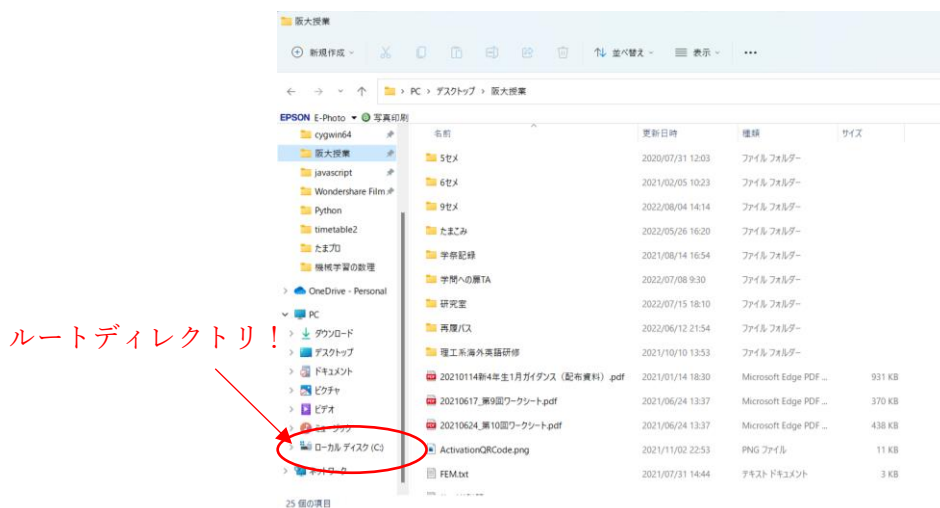 阪大授業
新規作成
並べ替え
表示
PC > デスクトップ > 阪大授業
EPSON E-Photo 写真印刷
名前 更新日時 種類 サイズ
cygwin64
阪大授業
javascript
Wondershare Film
Python
timetable2
たまプロ
機械学習の数理
OneDrive - Personal
PC
ダウンロード
デスクトップ
ドキュメント
ピクチャ
ビデオ
ミュージック
ローカル ディスク (C:)
ネットワーク
5セメ 2020/07/31 12:03 ファイル フォルダー
6セメ 2021/02/05 10:23 ファイル フォルダー
9セメ 2022/08/04 14:14 ファイル フォルダー
たまごみ 2022/05/26 16:20 ファイル フォルダー
学祭記録 2021/08/14 16:54 ファイル フォルダー
学問への扉TA 2022/07/08 9:30 ファイル フォルダー
研究室 2022/07/15 18:10 ファイル フォルダー
再履バス 2022/06/12 21:54 ファイル フォルダー
理工系海外英語研修 2021/10/10 13:53 ファイル フォルダー
20210114新4年生1月ガイダンス（配布資料）.pdf 2021/01/14 18:30 Microsoft Edge PDF ... 931 KB
20210617_第9回ワークシート.pdf 2021/06/24 13:37 Microsoft Edge PDF ... 370 KB
20210624_第10回ワークシート.pdf 2021/06/24 13:37 Microsoft Edge PDF ... 438 KB
ActivationQRCode.png 2021/11/02 22:53 PNG ファイル 11 KB
FEM.txt 2021/07/31 14:44 テキスト ドキュメント 3 KB
25 個の項目
ルートディレクトリ！